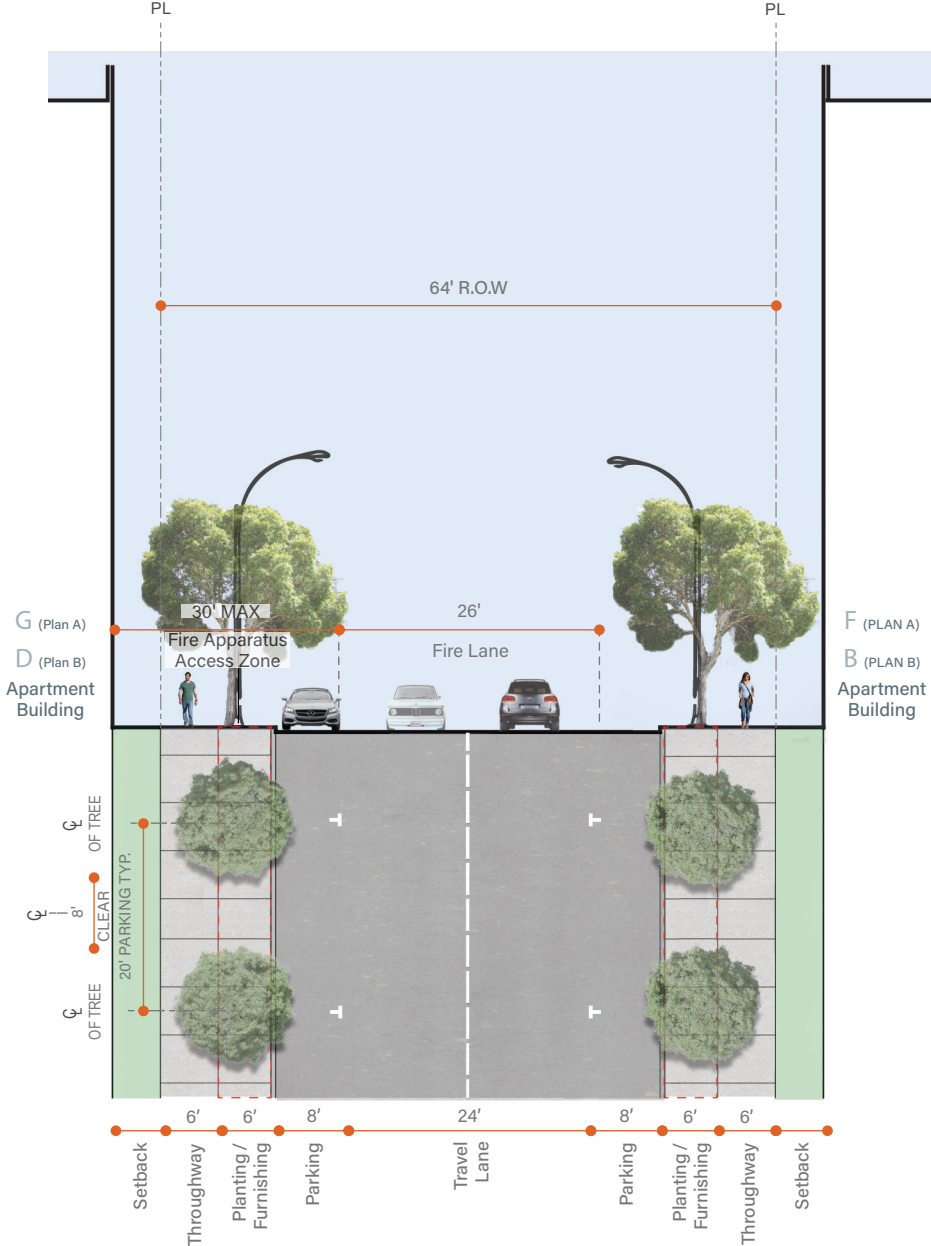 PL
PL
64' R.O.W
30' MAX
Fire Apparatus
Access Zone
26'
Fire Lane
G (Plan A)
D (Plan B)
Apartment
Building
F (PLAN A)
B (PLAN B)
Apartment
Building
℄
OF TREE
℄
8'
CLEAR
20' PARKING TYP.
℄
OF TREE
6'
6'
8'
24'
8'
6'
6'
Setback
Throughway
Planting /
Furnishing
Parking
Travel
Lane
Parking
Planting /
Furnishing
Throughway
Setback